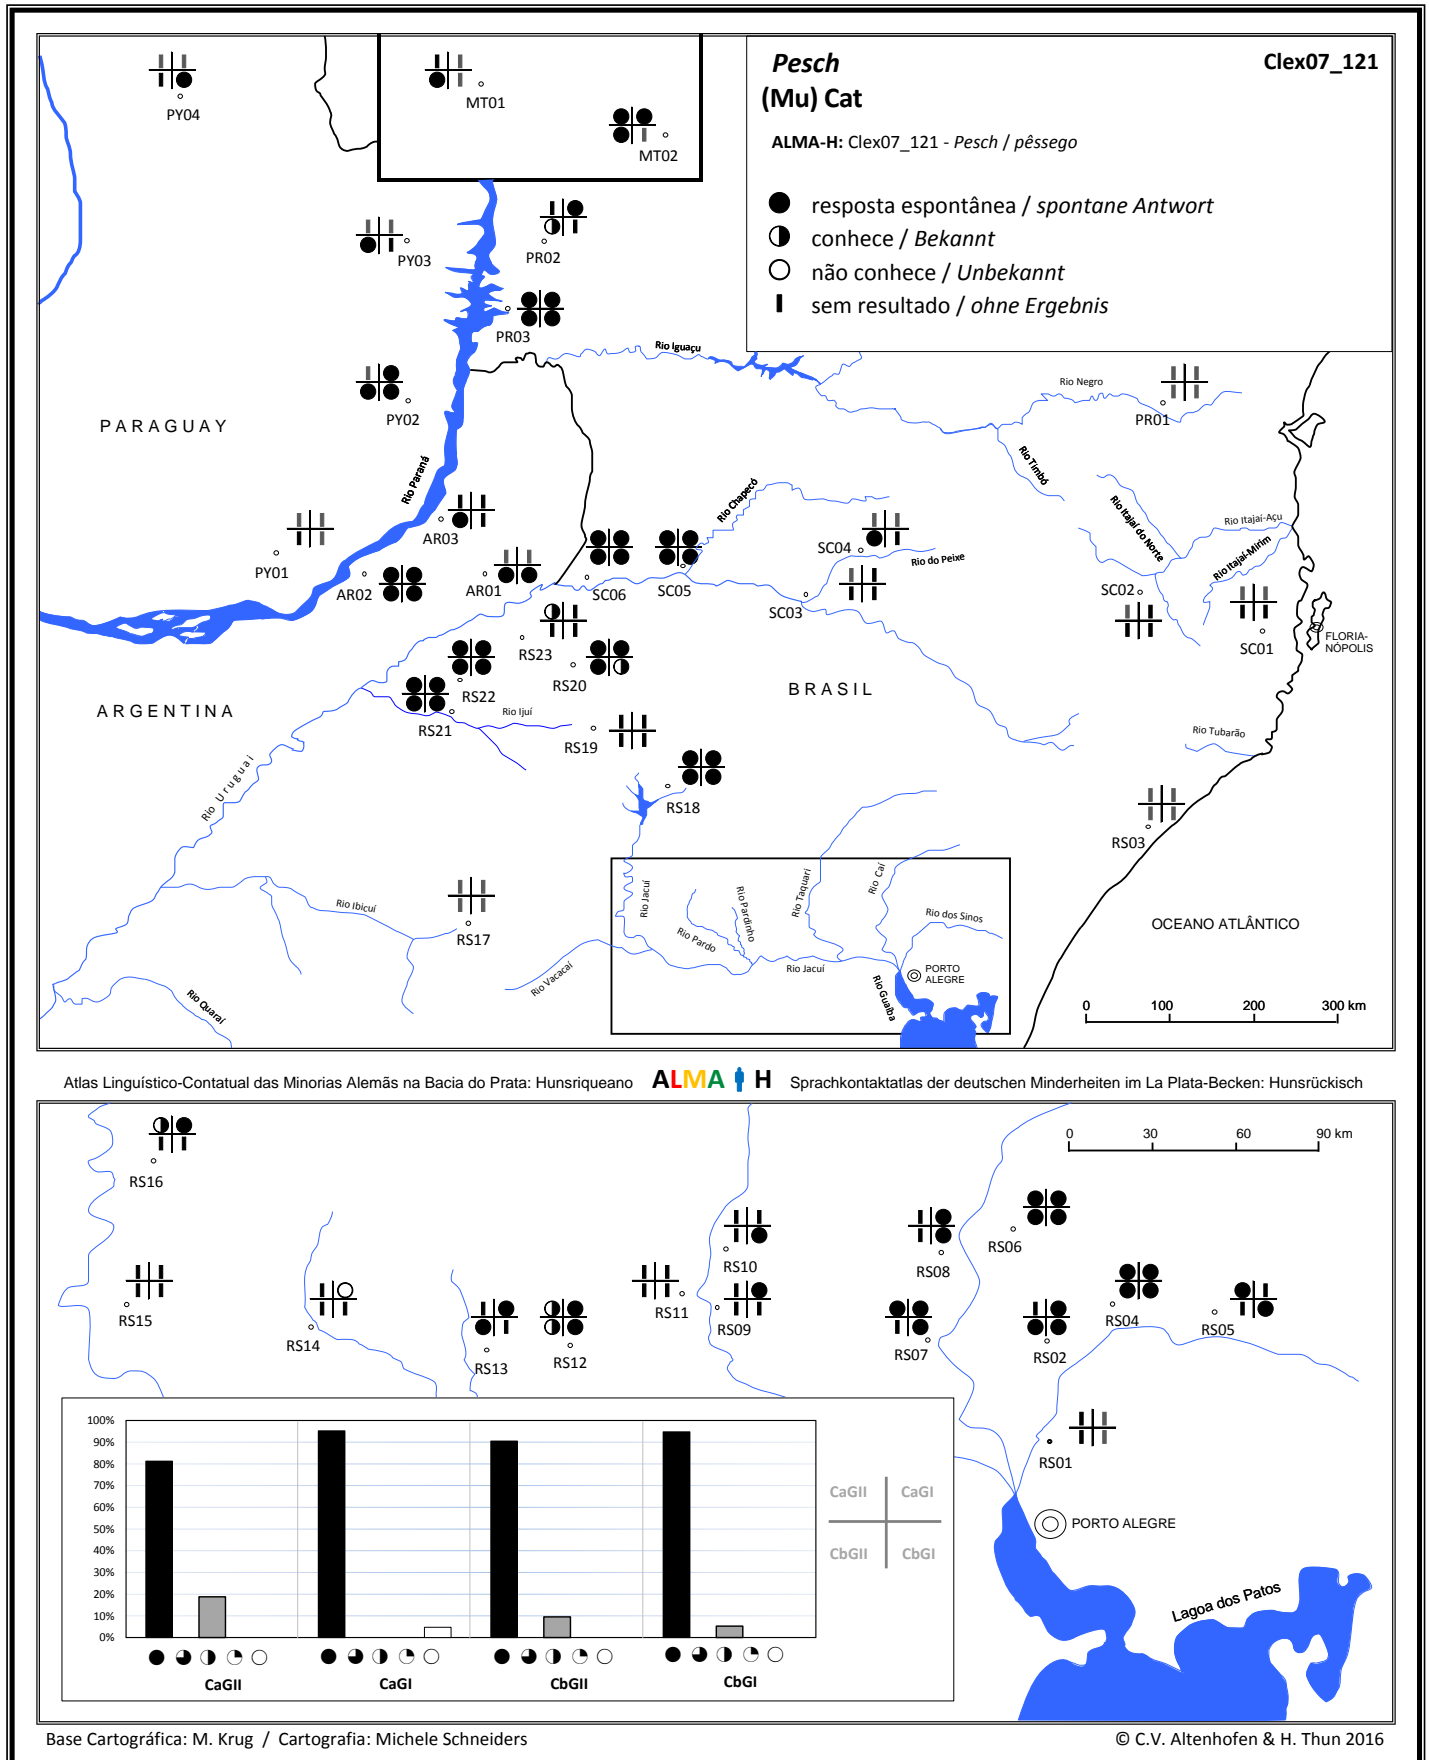 Pesch
Clex07_121
(Mu) Cat
ALMA-H: Clex07_121 - Pesch / pêssego
resposta espontânea / spontane Antwort
conhece / Bekannt
não conhece / Unbekannt
sem resultado / ohne Ergebnis
PY04
MT01
MT02
PY03
PR02
PR03
Rio Iguaçu
PY02
PARAGUAY
Rio Negro
PR01
Rio Paraná
Rio Timbó
Rio Chapecó
Rio Itajaí do Norte
Rio Itajaí-Açu
Rio Itajaí-Mirim
AR03
PY01
AR02
AR01
SC06
SC05
SC04
Rio do Peixe
SC03
SC02
SC01
FLORIA-
NÓPOLIS
RS23
RS20
RS22
RS21
Rio Ijuí
BRASIL
ARGENTINA
RS19
Rio Tubarão
Rio Uruguai
RS18
RS03
Rio Ibicuí
RS17
Rio Jacuí
Rio Pardo
Rio Pardinho
Rio Taquari
Rio Caí
Rio dos Sinos
OCEANO ATLÂNTICO
Rio Vacacaí
Rio Jacuí
PORTO
ALEGRE
Rio Guaíba
Rio Quaraí
0 100 200 300 km
Atlas Linguístico-Contatual das Minorias Alemãs na Bacia do Prata: Hunsriqueano ALMA H Sprachkontaktatlas der deutschen Minderheiten im La Plata-Becken: Hunsrückisch
0 30 60 90 km
RS16
RS10
RS08
RS06
RS15
RS14
RS13
RS12
RS11
RS09
RS07
RS02
RS04
RS05
RS01
100%
90%
80%
70%
60%
50%
40%
30%
20%
10%
0%
CaGII CaGI CbGII CbGI
CaGII CaGI
CbGII CbGI
PORTO ALEGRE
Lagoa dos Patos
Base Cartográfica: M. Krug / Cartografia: Michele Schneiders
© C.V. Altenhofen & H. Thun 2016